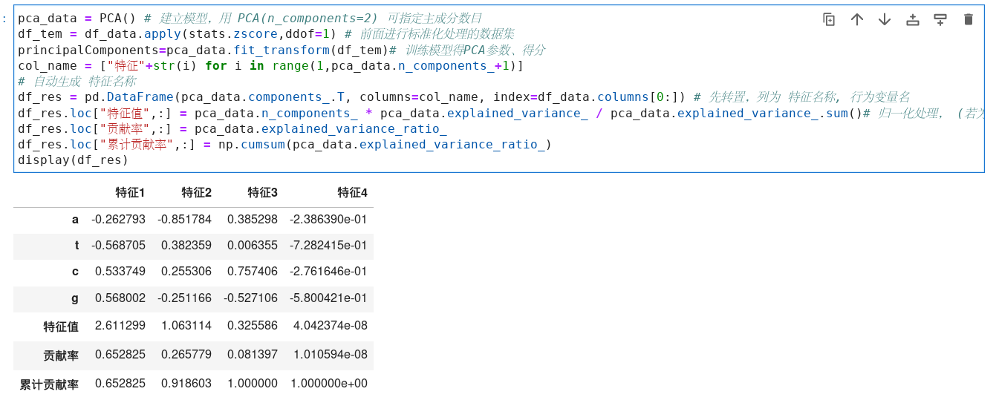 :
pca_data = PCA() # 建立模型，用 PCA(n_components=2) 可指定主成分数目
df_tem = df_data.apply(stats.zscore,ddof=1) # 前面进行标准化处理的数据集
principalComponents=pca_data.fit_transform(df_tem)# 训练模型得PCA参数、得分
col_name = ["特征"+str(i) for i in range(1,pca_data.n_components_+1)]
# 自动生成 特征名称
df_res = pd.DataFrame(pca_data.components_.T, columns=col_name, index=df_data.columns[0:]) # 先转置，列为 特征名称, 行为变量名
df_res.loc["特征值",:] = pca_data.n_components_ * pca_data.explained_variance_ / pca_data.explained_variance_.sum()# 归一化处理, (若为
df_res.loc["贡献率",:] = pca_data.explained_variance_ratio_
df_res.loc["累计贡献率",:] = np.cumsum(pca_data.explained_variance_ratio_)
display(df_res)
特征1 特征2 特征3 特征4
a -0.262793 -0.851784 0.385298 -2.386390e-01
t -0.568705 0.382359 0.006355 -7.282415e-01
c 0.533749 0.255306 0.757406 -2.761646e-01
g 0.568002 -0.251166 -0.527106 -5.800421e-01
特征值 2.611299 1.063114 0.325586 4.042374e-08
贡献率 0.652825 0.265779 0.081397 1.010594e-08
累计贡献率 0.652825 0.918603 1.000000 1.000000e+00